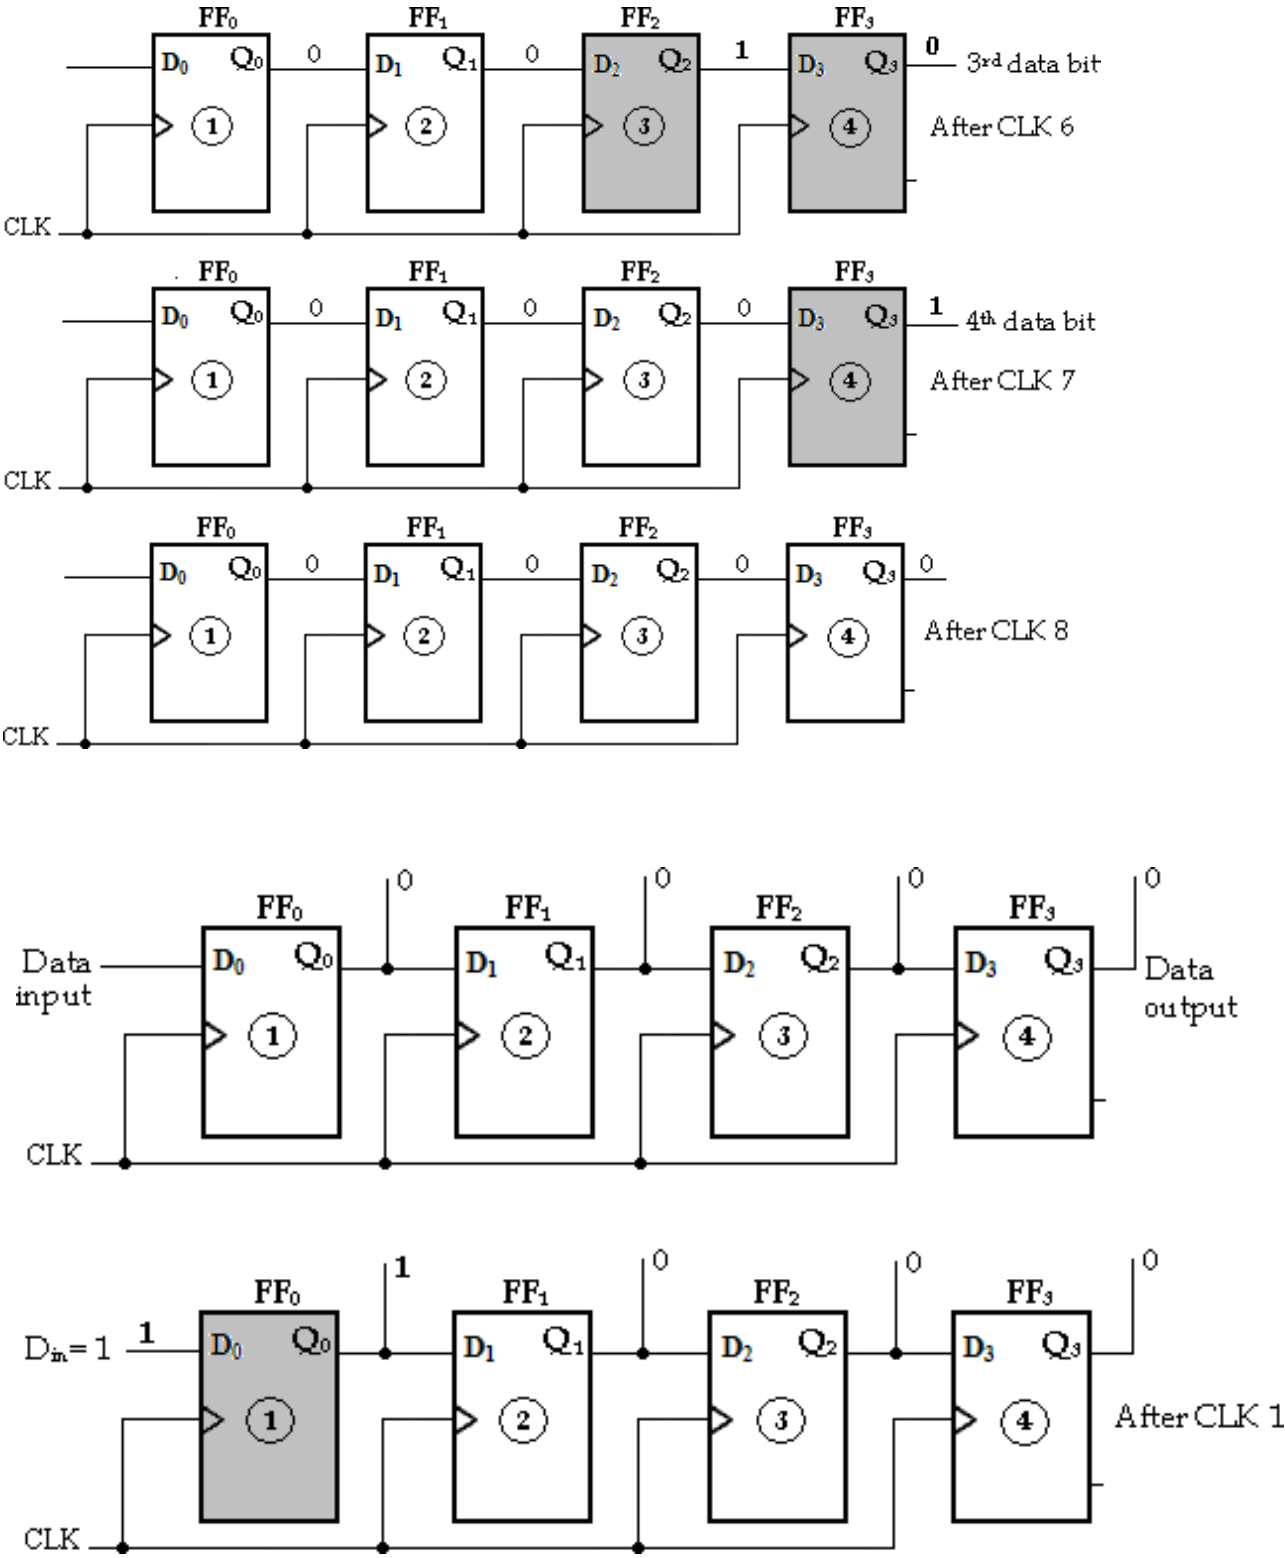 FF₀ FF₁ FF₂ FF₃
D₀ Q₀ 0 D₁ Q₁ 0 D₂ Q₂ 1 D₃ Q₃ 0 3rd data bit
1 2 3 4 After CLK 6
CLK
FF₀ FF₁ FF₂ FF₃
D₀ Q₀ 0 D₁ Q₁ 0 D₂ Q₂ 0 D₃ Q₃ 1 4th data bit
1 2 3 4 After CLK 7
CLK
FF₀ FF₁ FF₂ FF₃
D₀ Q₀ 0 D₁ Q₁ 0 D₂ Q₂ 0 D₃ Q₃ 0
1 2 3 4 After CLK 8
CLK
0 0 0 0
FF₀ FF₁ FF₂ FF₃
Data D₀ Q₀ D₁ Q₁ D₂ Q₂ D₃ Q₃ Data
input output
1 2 3 4
CLK
1 0 0 0
FF₀ FF₁ FF₂ FF₃
Din= 1 1 D₀ Q₀ D₁ Q₁ D₂ Q₂ D₃ Q₃
1 2 3 4 After CLK 1
CLK